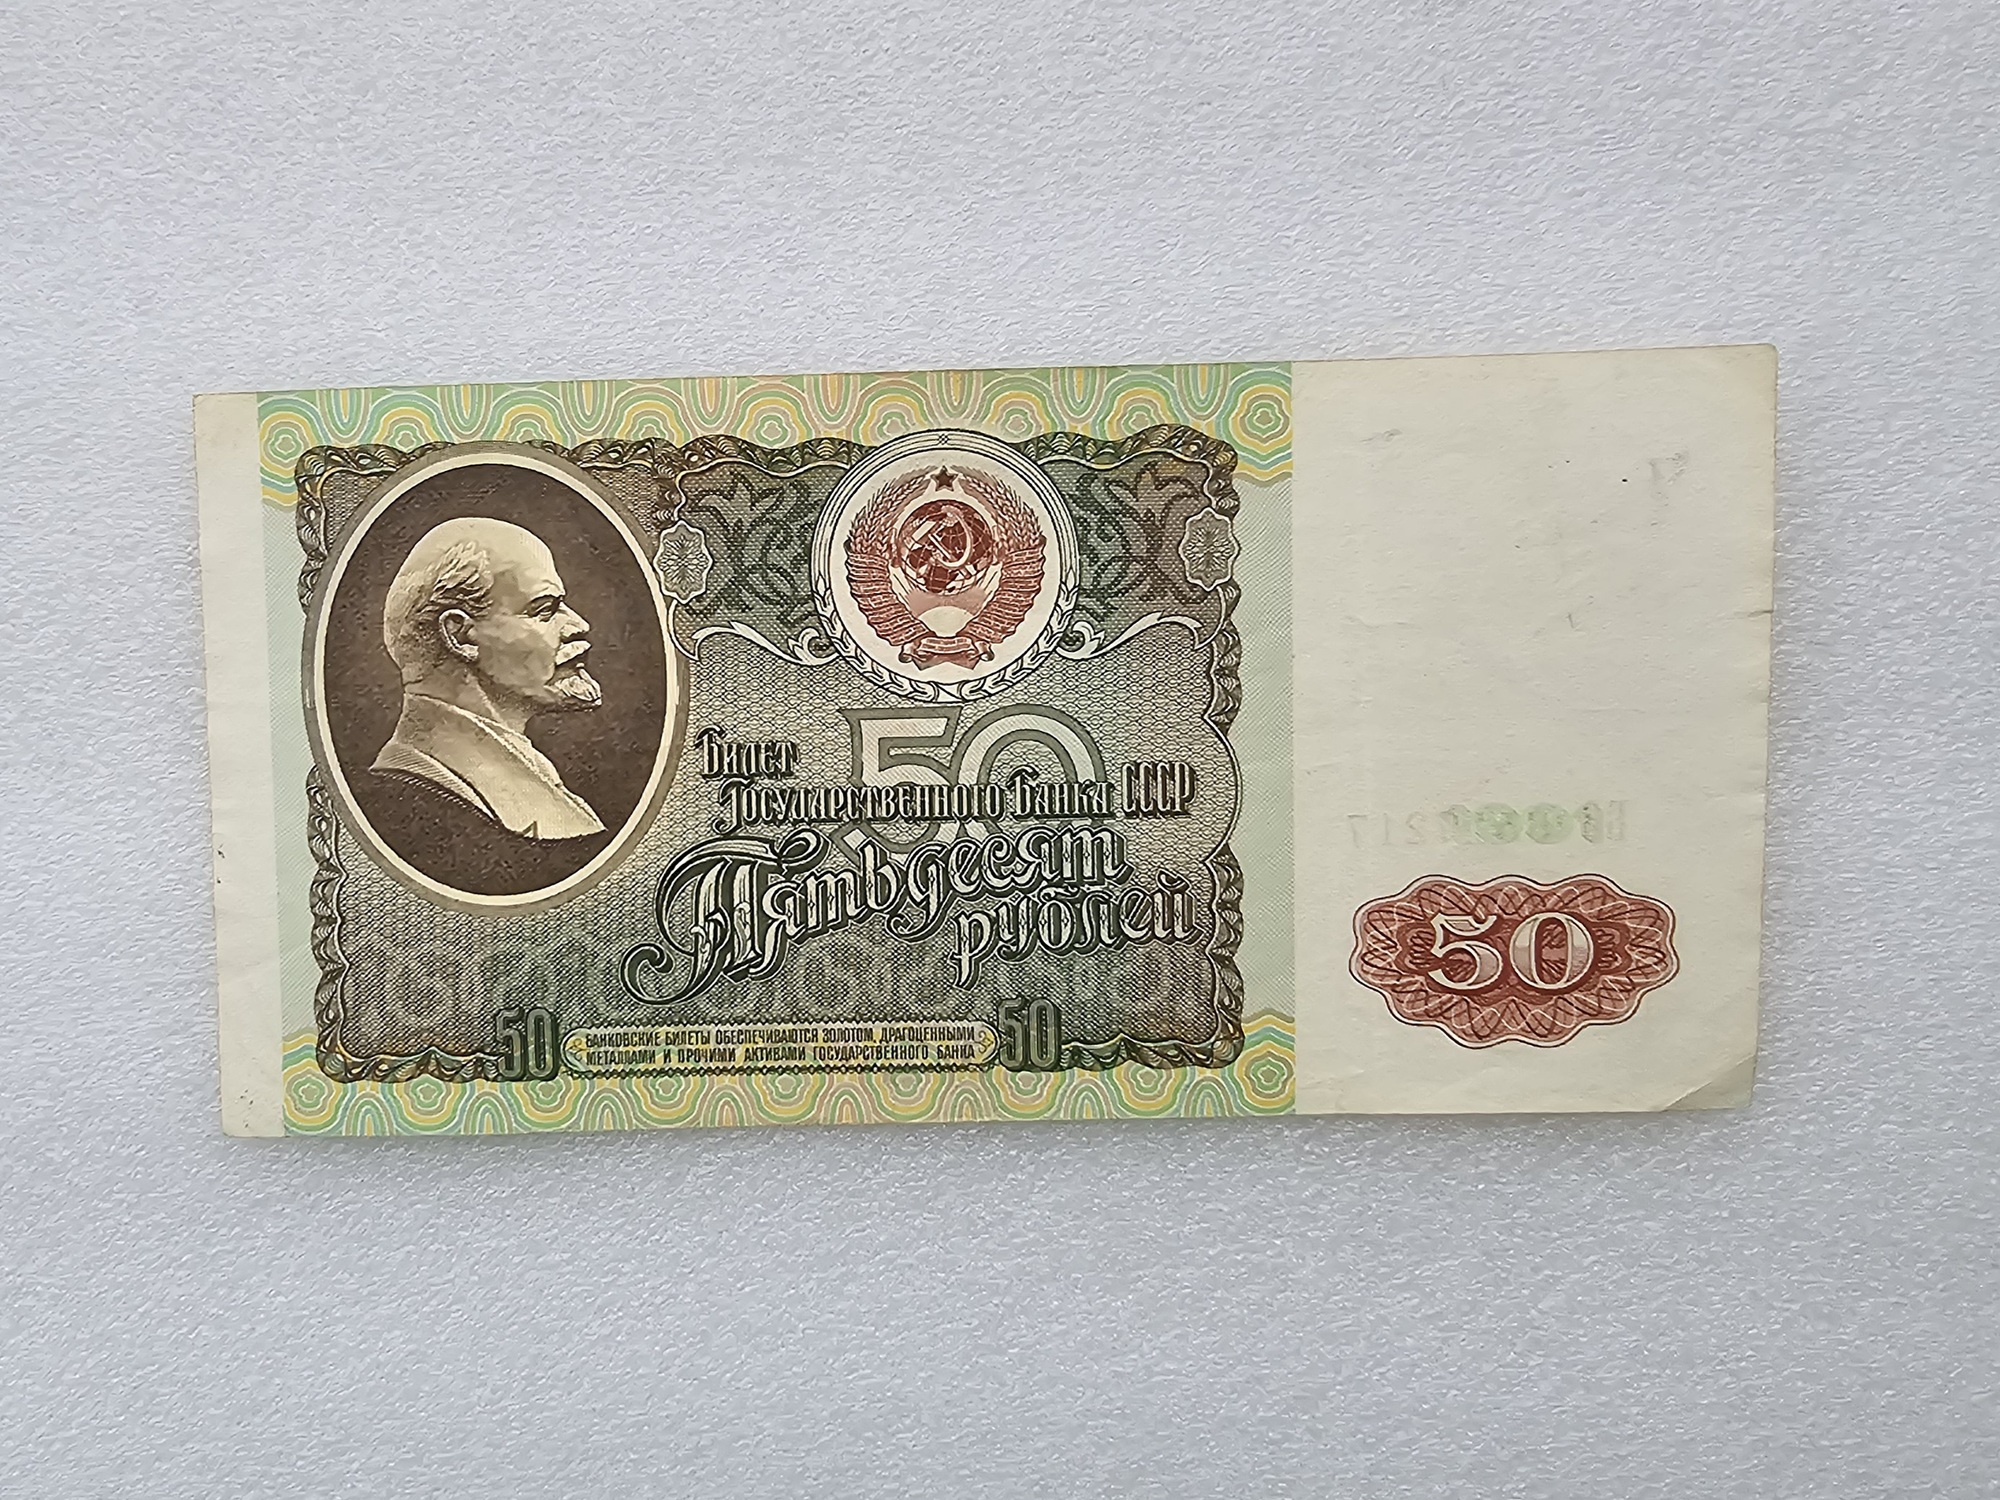 50
Билет
Государственного Банка СССР
Пятьдесят
рублей
50
50 БАНКОВСКИЕ БИЛЕТЫ ОБЕСПЕЧИВАЮТСЯ ЗОЛОТОМ, ДРАГОЦЕННЫМИ 50
МЕТАЛЛАМИ И ПРОЧИМИ АКТИВАМИ ГОСУДАРСТВЕННОГО БАНКА